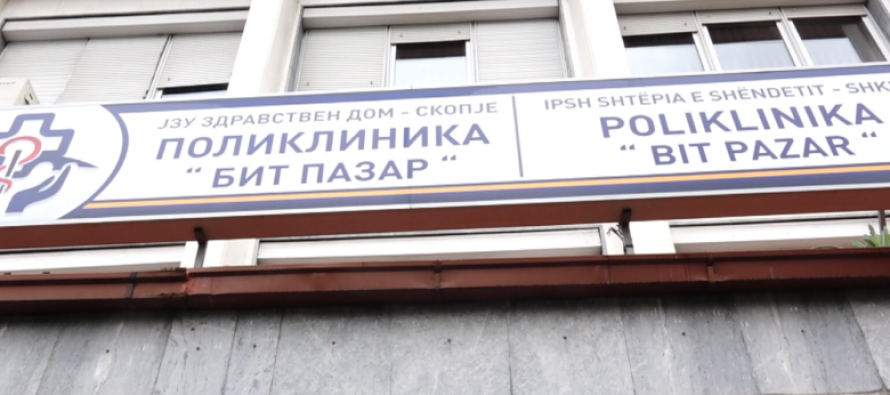 ЈЗУ ЗДРАВСТВЕН ДОМ - СКОПЈЕ
ПОЛИКЛИНИКА
“ БИТ ПАЗАР “
IPSH SHTËPIA E SHËNDETIT - SHK
POLIKLINIKA
“ BIT PAZAR “